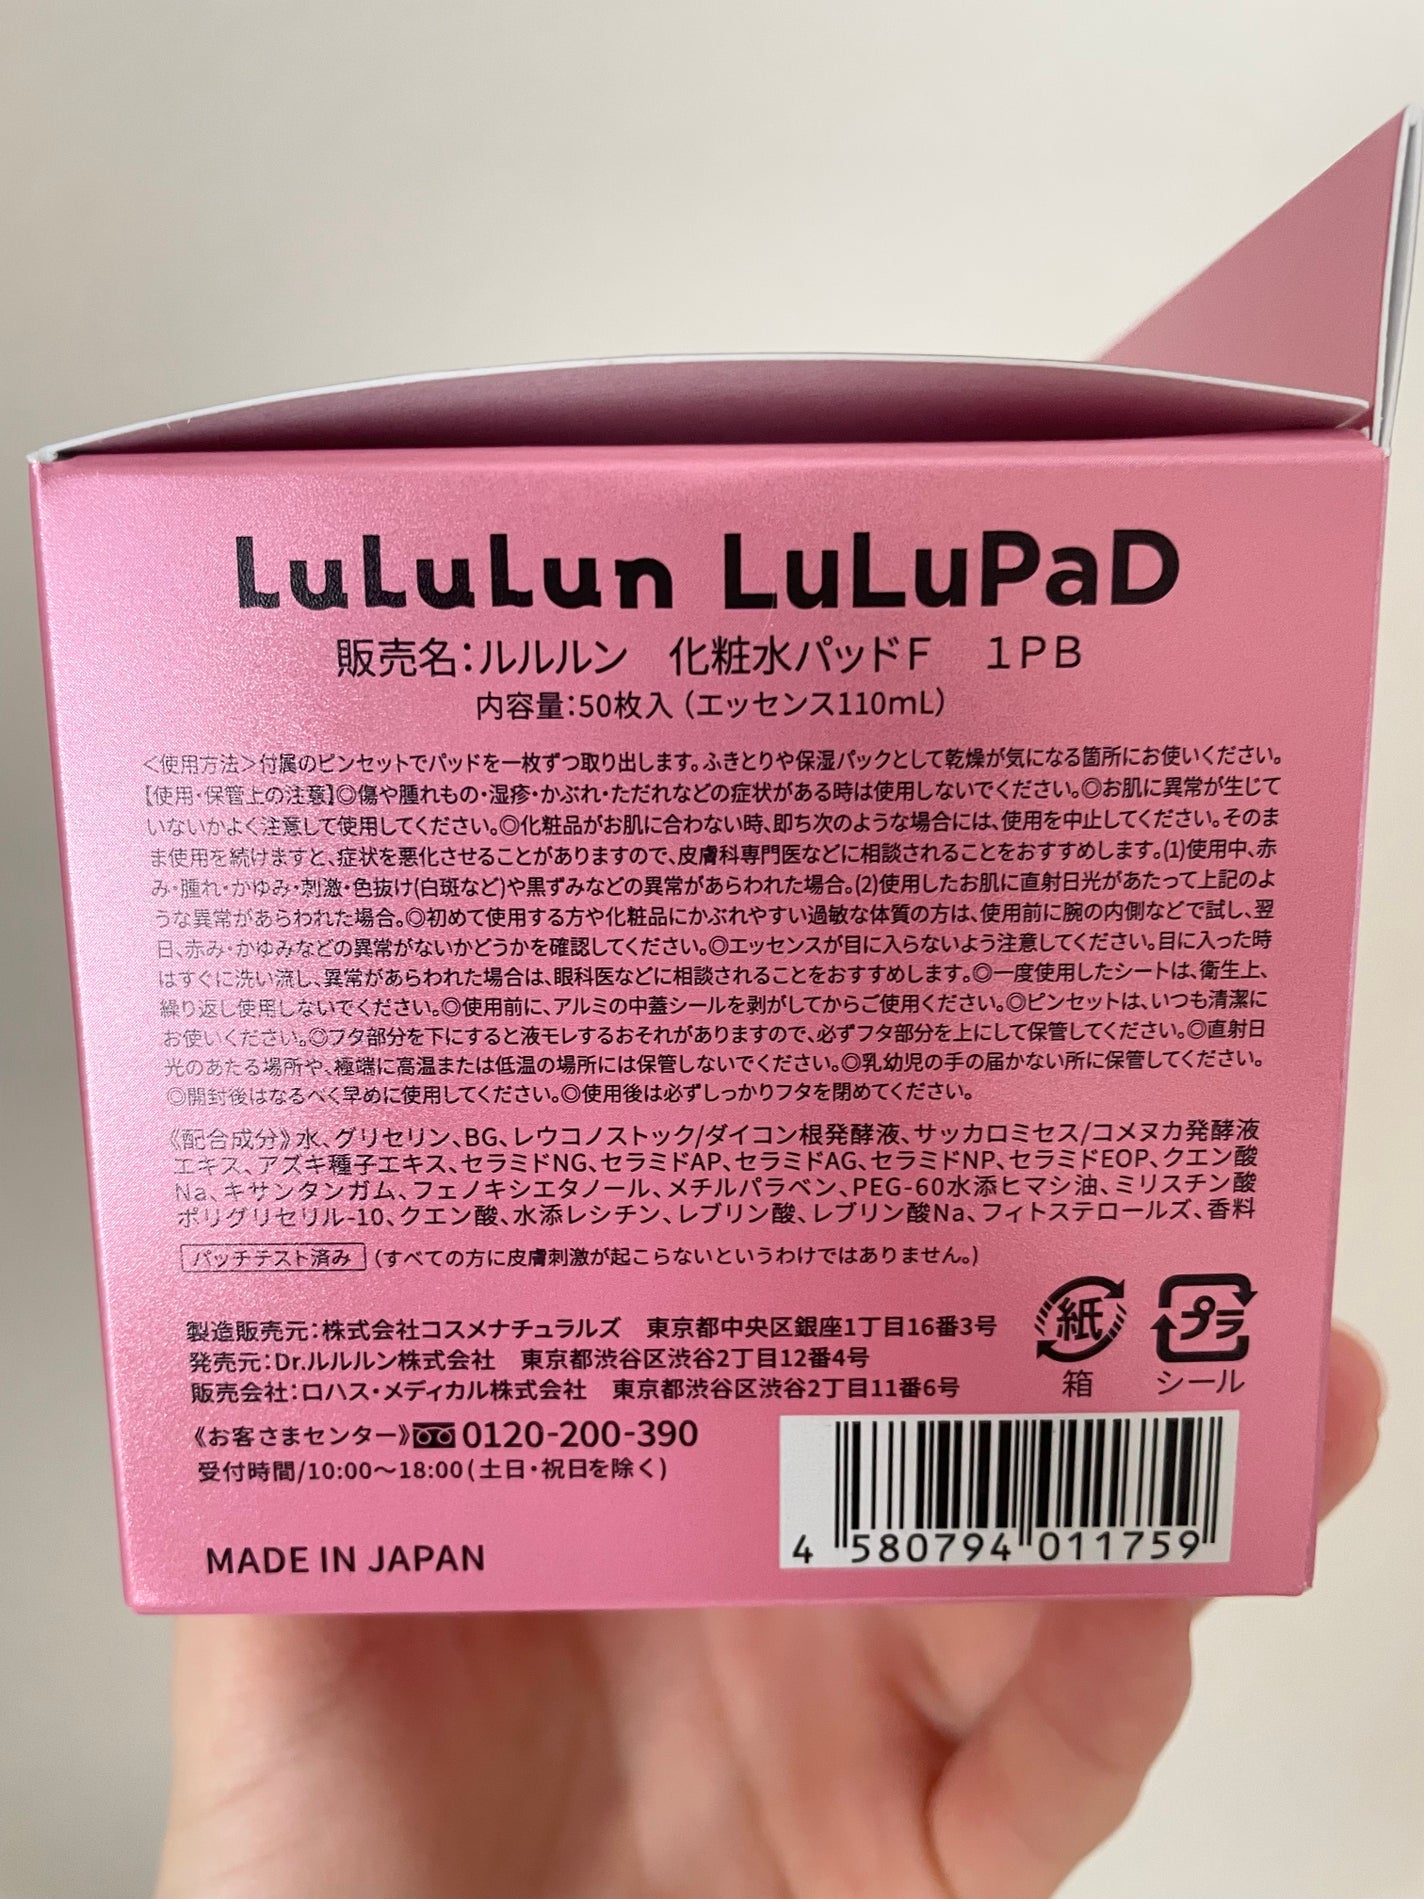 LuLuLun LuLuPaD
販売名：ルルルン　化粧水パッドF　1PB
内容量：50枚入（エッセンス110mL）
＜使用方法＞付属のピンセットでパッドを一枚ずつ取り出します。ふきとりや保湿パックとして乾燥が気になる箇所にお使いください。
【使用・保管上の注意】◎傷や腫れもの・湿疹・かぶれ・ただれなどの症状がある時は使用しないでください。◎お肌に異常が生じて
いないかよく注意して使用してください。◎化粧品がお肌に合わない時、即ち次のような場合には、使用を中止してください。そのま
ま使用を続けますと、症状を悪化させることがありますので、皮膚科専門医などに相談されることをおすすめします。(1)使用中、赤
み・腫れ・かゆみ・刺激・色抜け(白斑など)や黒ずみなどの異常があらわれた場合。(2)使用したお肌に直射日光があたって上記のよ
うな異常があらわれた場合。◎初めて使用する方や化粧品にかぶれやすい過敏な体質の方は、使用前に腕の内側などで試し、翌
日、赤み・かゆみなどの異常がないかどうかを確認してください。◎エッセンスが目に入らないよう注意してください。目に入った時
はすぐに洗い流し、異常があらわれた場合は、眼科医などに相談されることをおすすめします。◎一度使用したシートは、衛生上、
繰り返し使用しないでください。◎使用前に、アルミの中蓋シールを剥がしてからご使用ください。◎ピンセットは、いつも清潔に
お使いください。◎フタ部分を下にすると液モレするおそれがありますので、必ずフタ部分を上にして保管してください。◎直射日
光のあたる場所や、極端に高温または低温の場所には保管しないでください。◎乳幼児の手の届かない所に保管してください。
◎開封後はなるべく早めに使用してください。◎使用後は必ずしっかりフタを閉めてください。
《配合成分》水、グリセリン、BG、レウコノストック/ダイコン根発酵液、サッカロミセス/コメヌカ発酵液
エキス、アズキ種子エキス、セラミドNG、セラミドAP、セラミドAG、セラミドNP、セラミドEOP、クエン酸
Na、キサンタンガム、フェノキシエタノール、メチルパラベン、PEG-60水添ヒマシ油、ミリスチン酸
ポリグリセリル-10、クエン酸、水添レシチン、レブリン酸、レブリン酸Na、フィトステロールズ、香料
パッチテスト済み（すべての方に皮膚刺激が起こらないというわけではありません。）
製造販売元：株式会社コスメナチュラルズ　東京都中央区銀座1丁目16番3号
発売元：Dr.ルルルン株式会社　東京都渋谷区渋谷2丁目12番4号
販売会社：ロハス・メディカル株式会社　東京都渋谷区渋谷2丁目11番6号
紙 プラ
箱 シール
《お客さまセンター》0120-200-390
受付時間/10:00～18:00(土日・祝日を除く)
MADE IN JAPAN
4 580794 011759